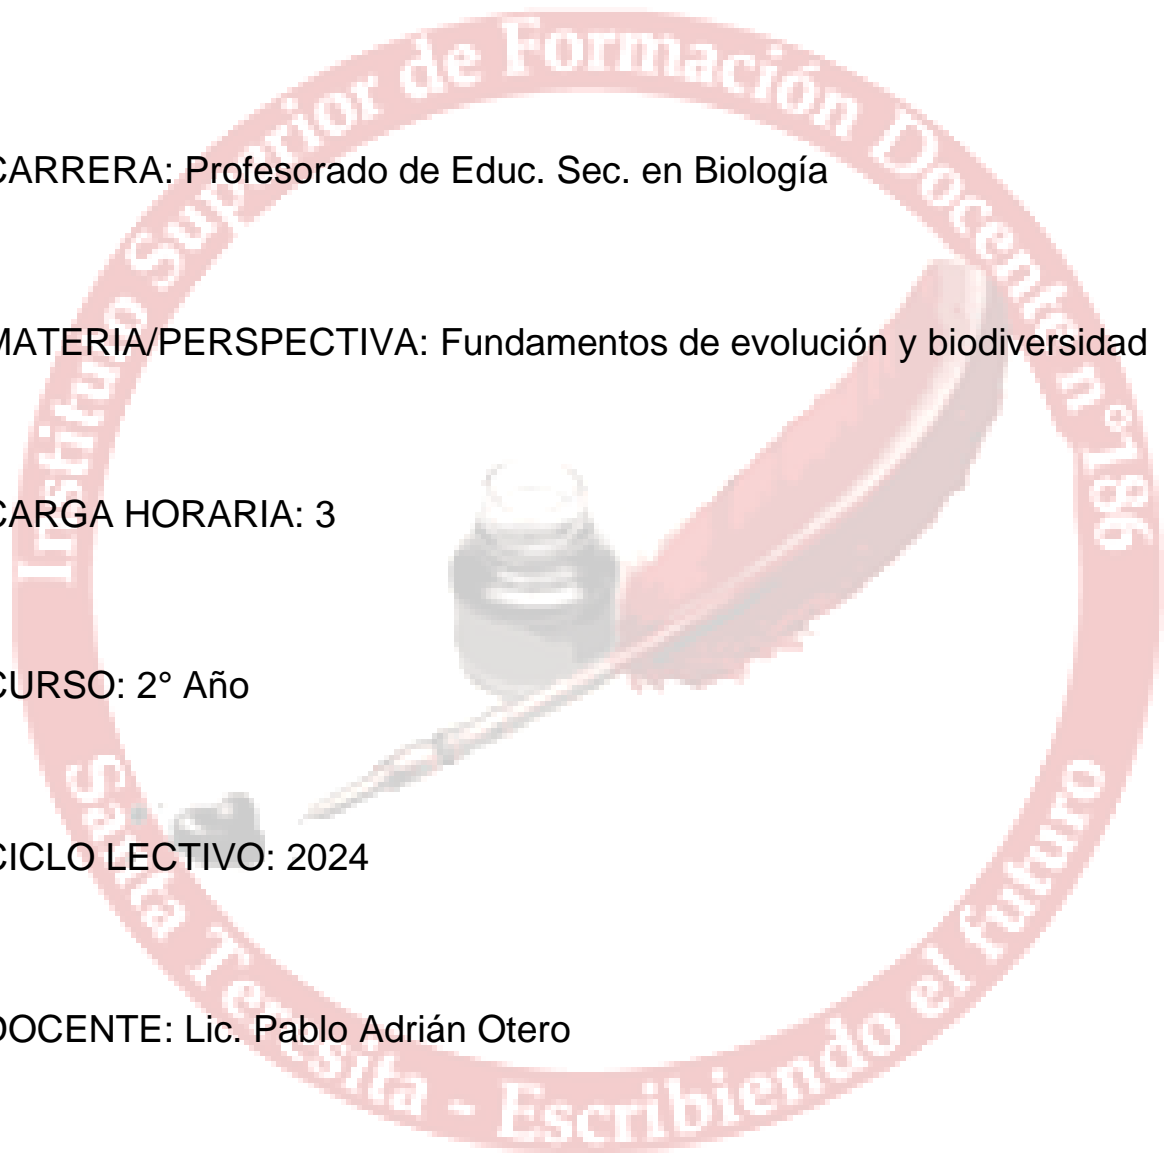 Instituto Superior de Formación Docente n°186
CARRERA: Profesorado de Educ. Sec. en Biología
MATERIA/PERSPECTIVA: Fundamentos de evolución y biodiversidad
CARGA HORARIA: 3
CURSO: 2° Año
CICLO LECTIVO: 2024
DOCENTE: Lic. Pablo Adrián Otero
Santa Teresita - Escribiendo el futuro